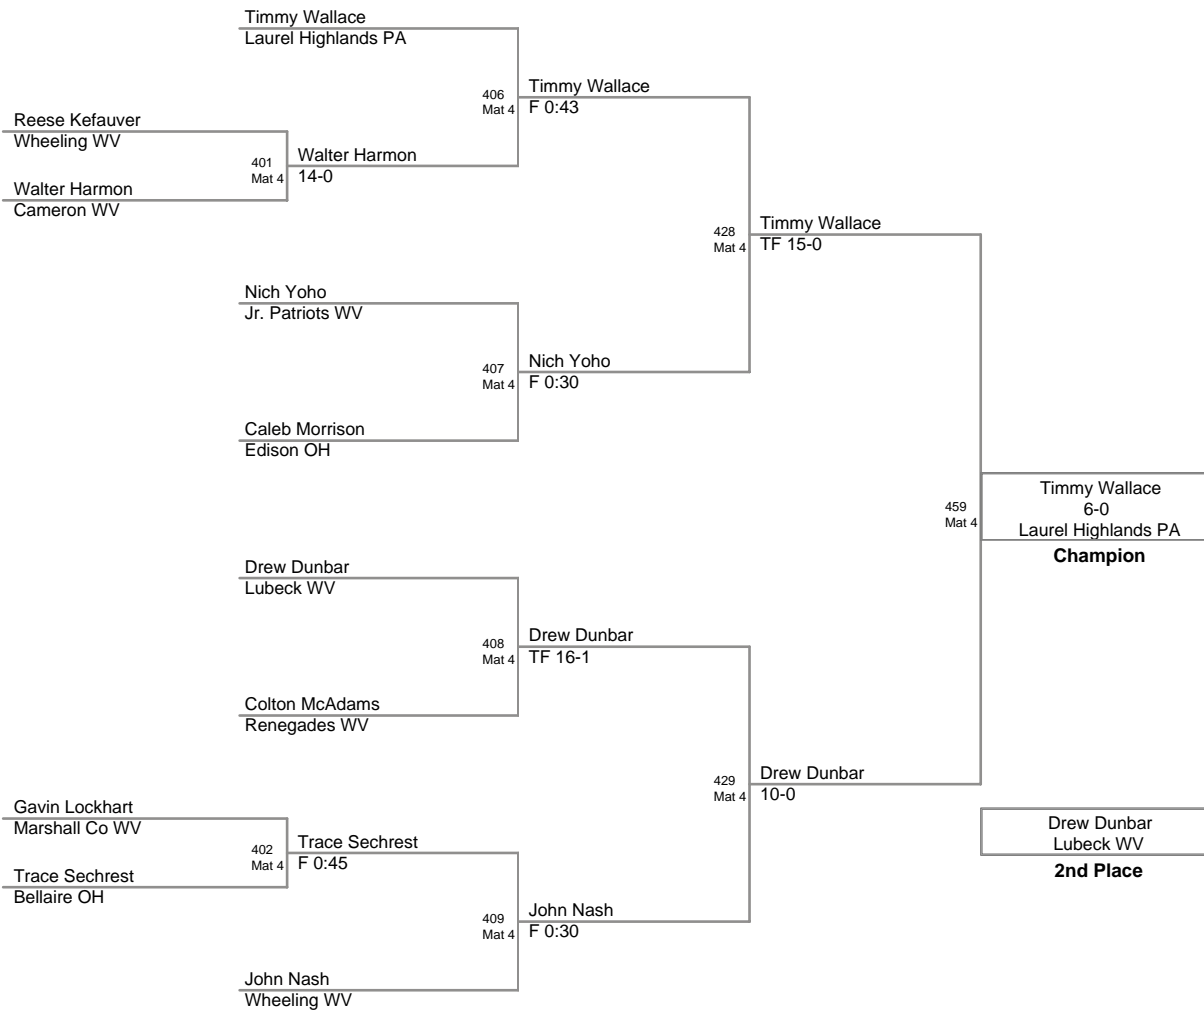 Timmy Wallace
Laurel Highlands PA
406
Mat 4
Timmy Wallace
F 0:43
Reese Kefauver
Wheeling WV
401
Mat 4
Walter Harmon
14-0
Walter Harmon
Cameron WV
428
Mat 4
Timmy Wallace
TF 15-0
Nich Yoho
Jr. Patriots WV
407
Mat 4
Nich Yoho
F 0:30
Caleb Morrison
Edison OH
459
Mat 4
Timmy Wallace
6-0
Laurel Highlands PA
Champion
Drew Dunbar
Lubeck WV
408
Mat 4
Drew Dunbar
TF 16-1
Colton McAdams
Renegades WV
429
Mat 4
Drew Dunbar
10-0
Gavin Lockhart
Marshall Co WV
402
Mat 4
Trace Sechrest
F 0:45
Trace Sechrest
Bellaire OH
Drew Dunbar
Lubeck WV
2nd Place
409
Mat 4
John Nash
F 0:30
John Nash
Wheeling WV